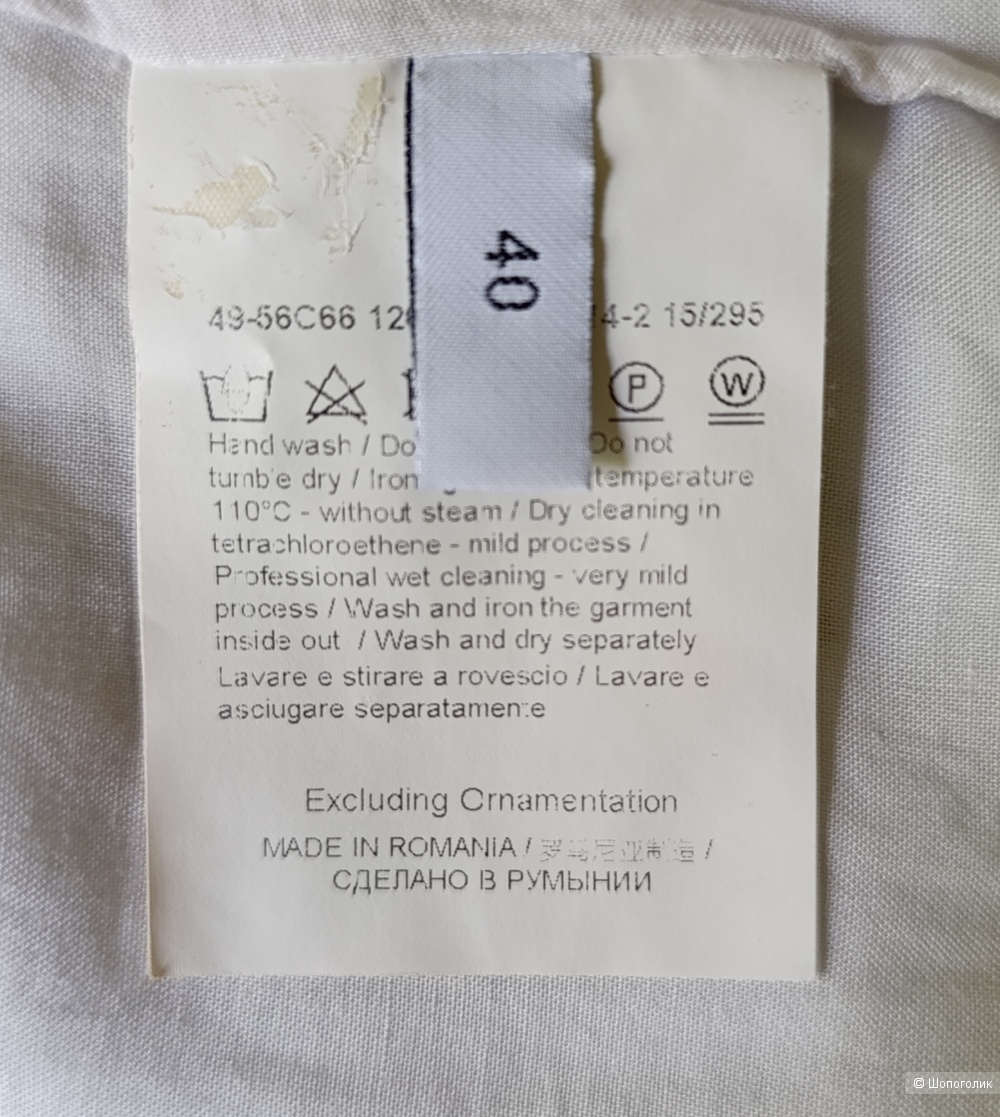 40
49-56C66 12 4-2 15/295
P W
Hand wash / Do Do not
tumble dry / Iron temperature
110°C - without steam / Dry cleaning in
tetrachloroethene - mild process /
Professional wet cleaning - very mild
process / Wash and iron the garment
inside out / Wash and dry separately
Lavare e stirare a rovescio / Lavare e
asciugare separatamente
Excluding Ornamentation
MADE IN ROMANIA / 罗马尼亚制造 /
СДЕЛАНО В РУМЫНИИ
© Шопоголик